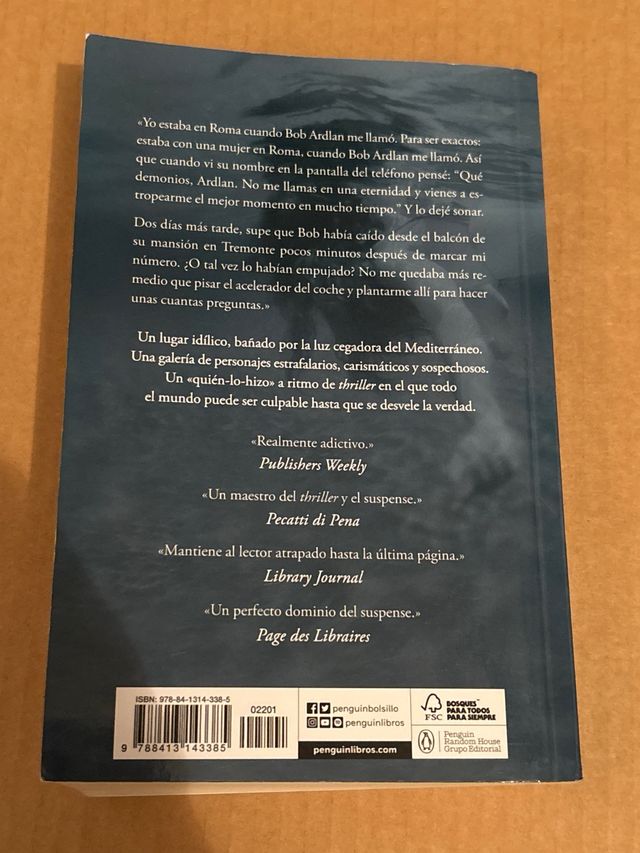 «Yo estaba en Roma cuando Bob Ardlan me llamó. Para ser exactos:
estaba con una mujer en Roma, cuando Bob Ardlan me llamó. Así
que cuando vi su nombre en la pantalla del teléfono pensé: “Qué
demonios, Ardlan. No me llamas en una eternidad y vienes a es-
tropearme el mejor momento en mucho tiempo.” Y lo dejé sonar.
Dos días más tarde, supe que Bob había caído desde el balcón de
su mansión en Tremonte pocos minutos después de marcar mi
número. ¿O tal vez lo habían empujado? No me quedaba más re-
medio que pisar el acelerador del coche y plantarme allí para hacer
unas cuantas preguntas.»
Un lugar idílico, bañado por la luz cegadora del Mediterráneo.
Una galería de personajes estrafalarios, carismáticos y sospechosos.
Un «quién-lo-hizo» a ritmo de thriller en el que todo
el mundo puede ser culpable hasta que se desvele la verdad.
«Realmente adictivo.»
Publishers Weekly
«Un maestro del thriller y el suspense.»
Pecatti di Pena
«Mantiene al lector atrapado hasta la última página.»
Library Journal
«Un perfecto dominio del suspense.»
Page des Libraires
ISBN: 978-84-1314-338-5
02201
9 788413 143385
penguinbolsillo
penguinlibros
penguinlibros.com
FSC
BOSQUES
PARA TODOS
PARA SIEMPRE
Penguin
Random House
Grupo Editorial